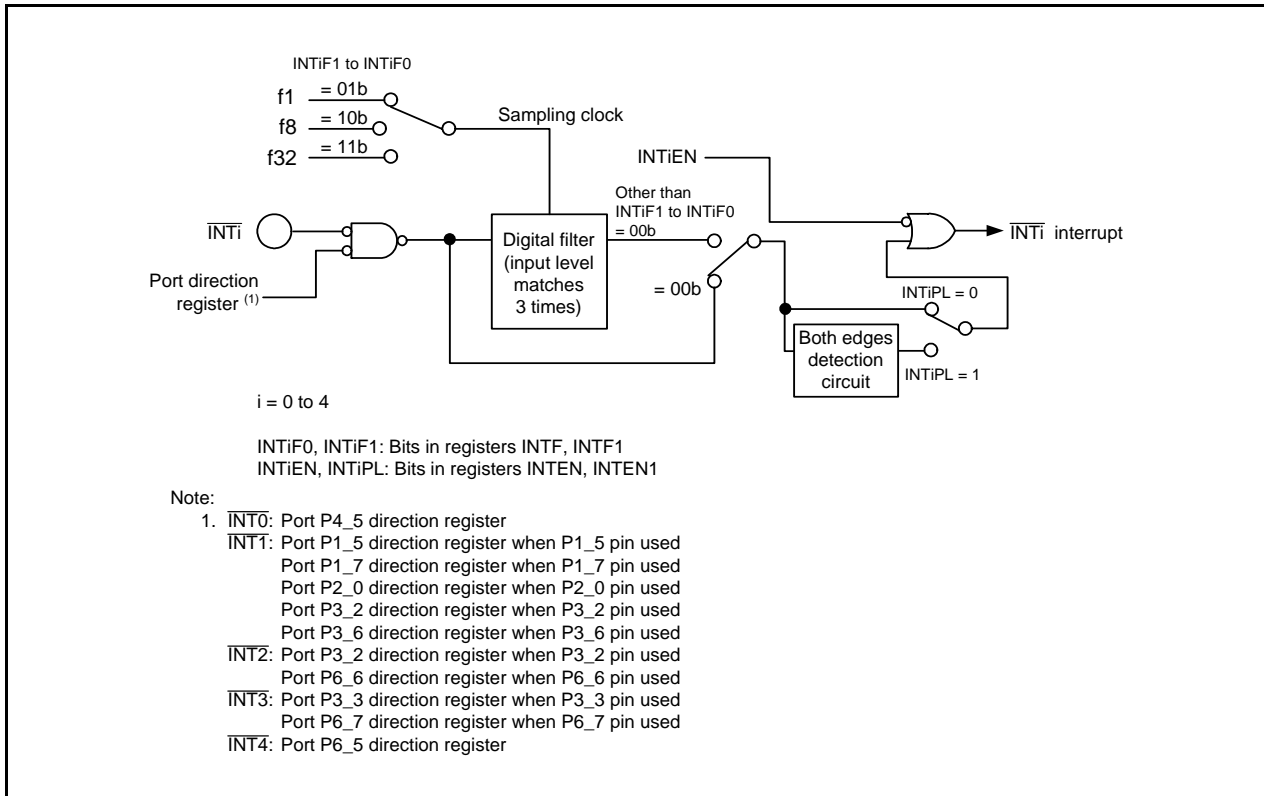 INTiF1 to INTiF0
f1
= 01b
f8
= 10b
f32
= 11b
Sampling clock
INTiEN
Other than
INTiF1 to INTiF0
= 00b
INTi
Port direction
register (1)
Digital filter
(input level
matches
3 times)
= 00b
INTi interrupt
INTiPL = 0
Both edges
detection
circuit
INTiPL = 1
i = 0 to 4
INTiF0, INTiF1: Bits in registers INTF, INTF1
INTiEN, INTiPL: Bits in registers INTEN, INTEN1
Note:
1. INT0: Port P4_5 direction register
INT1: Port P1_5 direction register when P1_5 pin used
Port P1_7 direction register when P1_7 pin used
Port P2_0 direction register when P2_0 pin used
Port P3_2 direction register when P3_2 pin used
Port P3_6 direction register when P3_6 pin used
INT2: Port P3_2 direction register when P3_2 pin used
Port P6_6 direction register when P6_6 pin used
INT3: Port P3_3 direction register when P3_3 pin used
Port P6_7 direction register when P6_7 pin used
INT4: Port P6_5 direction register